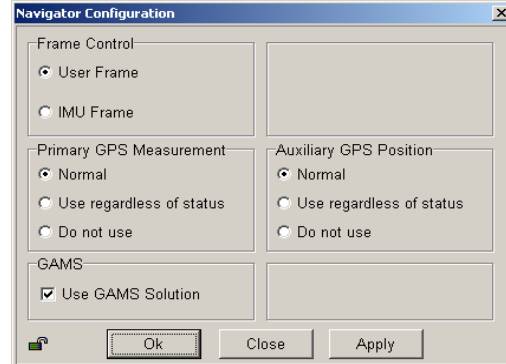 Navigator Configuration
Frame Control
User Frame
IMU Frame
Primary GPS Measurement
Normal
Use regardless of status
Do not use
Auxiliary GPS Position
Normal
Use regardless of status
Do not use
GAMS
Use GAMS Solution
Ok
Close
Apply